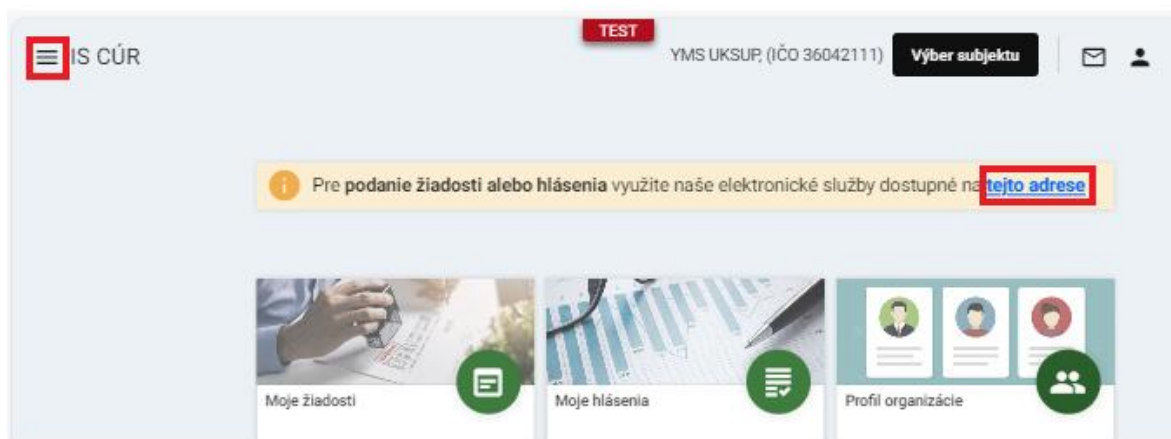 TEST
IS CÚR
YMS UKSUP, (IČO 36042111)
Výber subjektu
Pre podanie žiadosti alebo hlásenia využite naše elektronické služby dostupné na tejto adrese
Moje žiadosti
Moje hlásenia
Profil organizácie